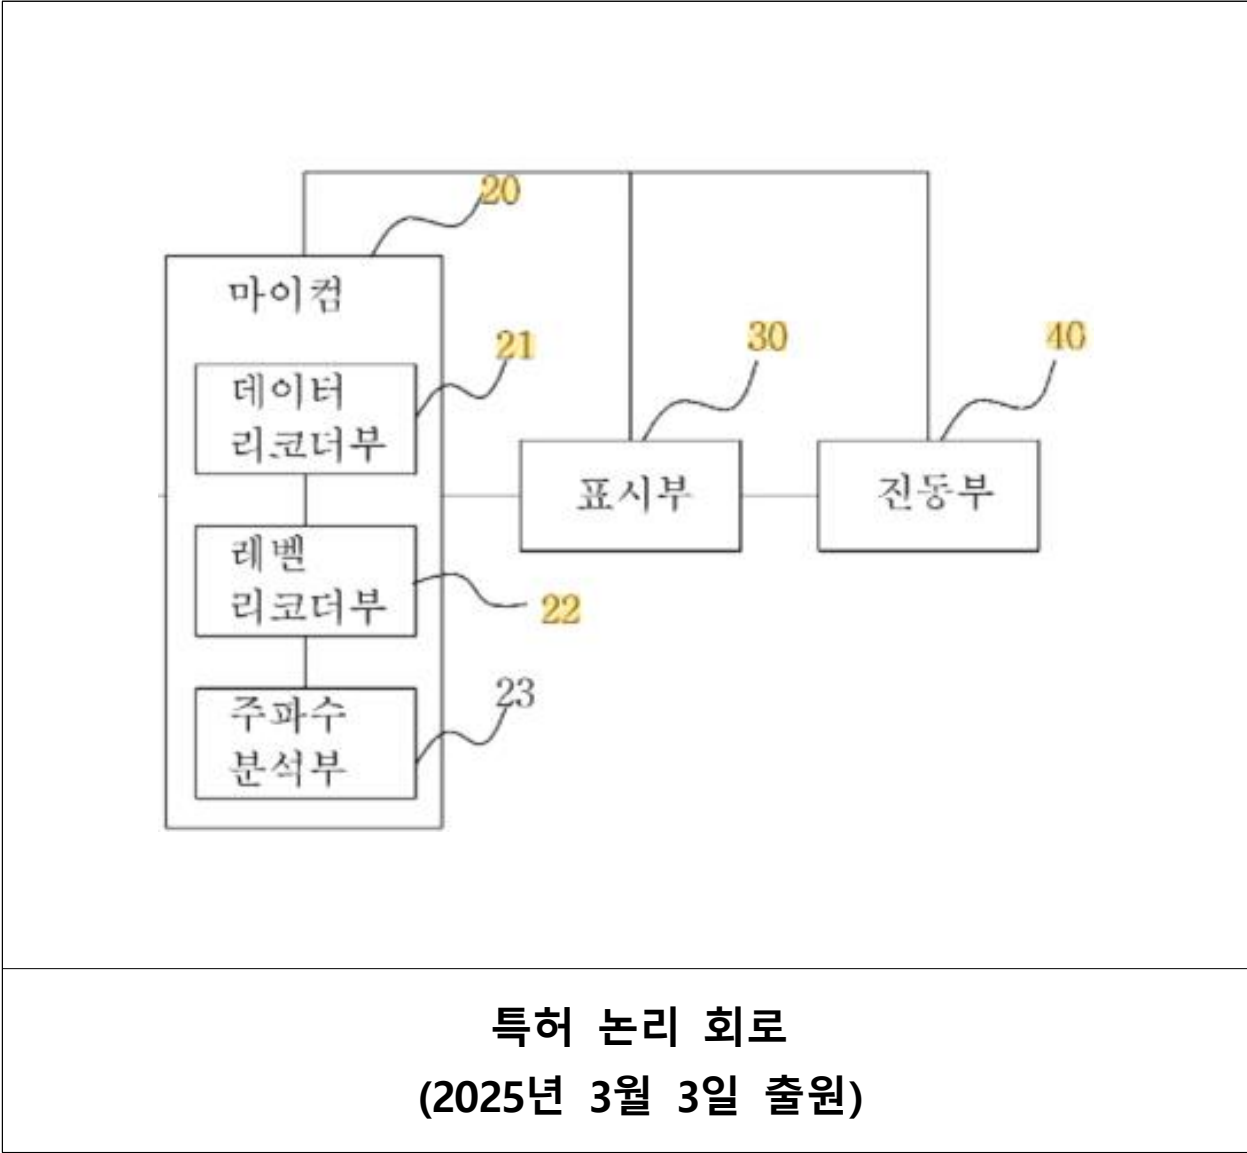 20
마이컴
21
30
40
데이터
리코더부
표시부
진동부
레벨
리코더부
22
23
주파수
분석부
특허 논리 회로
(2025년 3월 3일 출원)